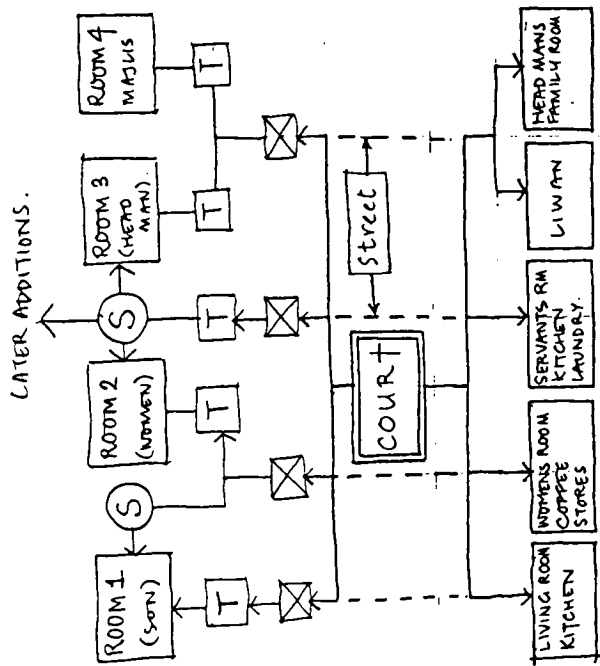 LATER ADDITIONS.
ROOM 1
(SON)
S
ROOM 2
(WOMEN)
S
ROOM 3
(HEAD
MAN)
ROOM 4
MAJLIS
T
T
T
T
T
COURT
Street
LIVING ROOM
KITCHEN
WOMENS ROOM
COFFEE
STORES
SERVANTS RM
KITCHEN
LAUNDRY.
LIWAN
HEAD MANS
FAMILY ROOM